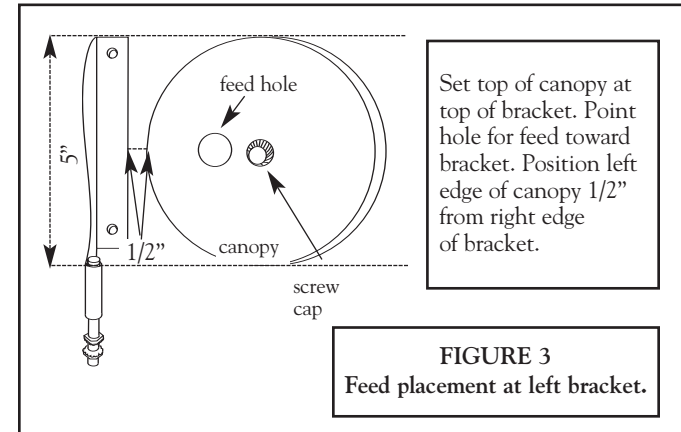 feed hole
5”
1/2”
canopy
screw
cap
Set top of canopy at
top of bracket. Point
hole for feed toward
bracket. Position left
edge of canopy 1/2”
from right edge
of bracket.
FIGURE 3
Feed placement at left bracket.